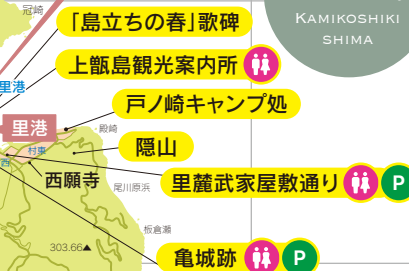 冠崎
「島立ちの春」歌碑
KAMIKOSHIKI
SHIMA
上甑島観光案内所
里港
戸ノ崎キャンプ処
里港
殿崎
村東
隠山
西
西願寺
尾川原浜
里麓武家屋敷通り
P
板倉瀬
303.66▲
亀城跡
P